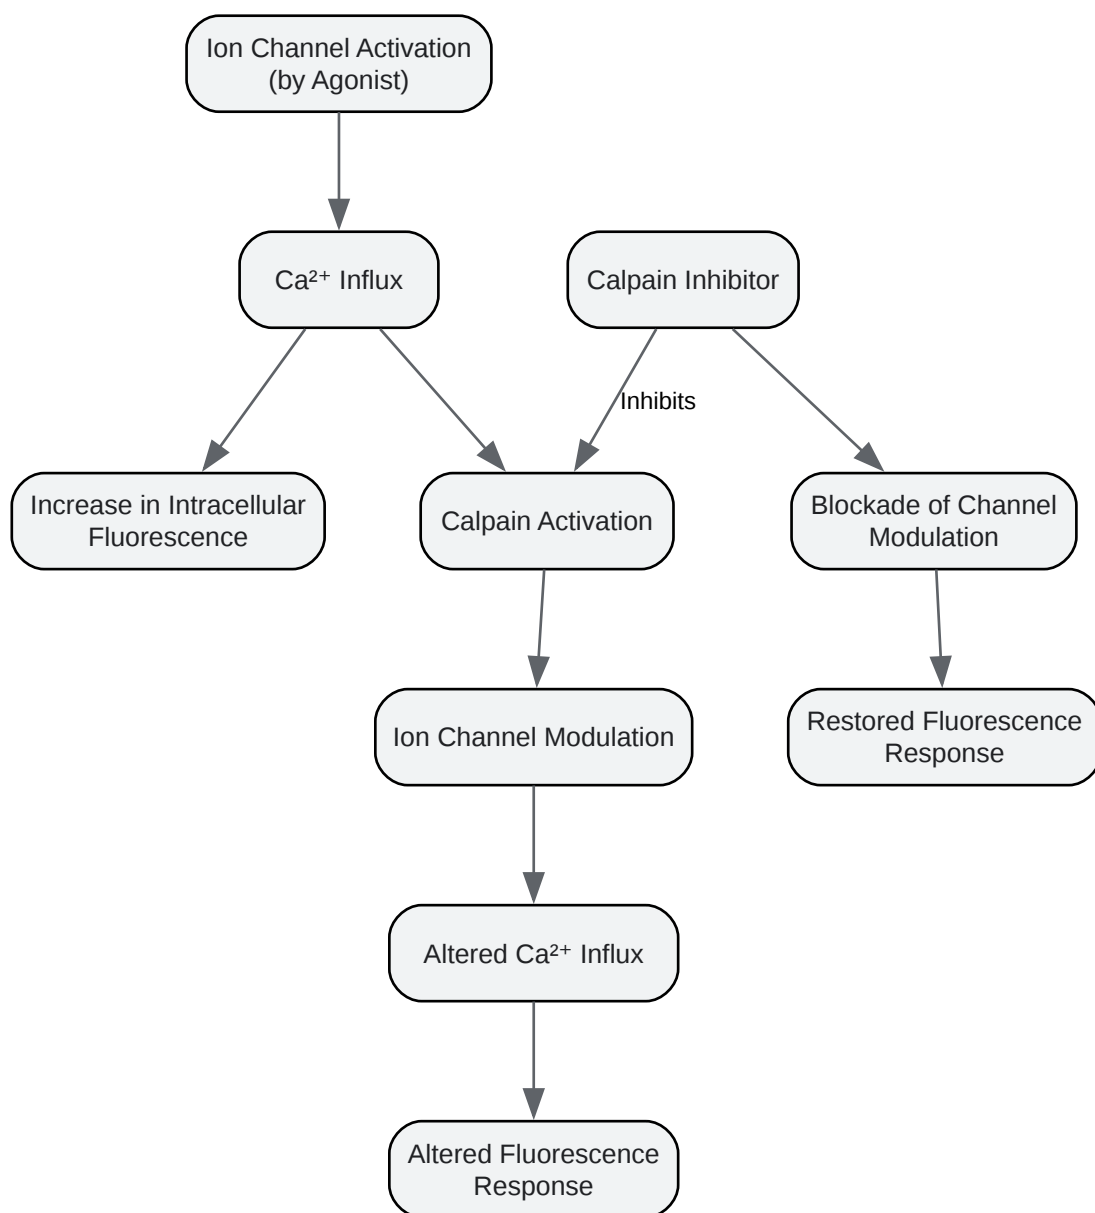 Ion Channel Activation
(by Agonist)
Ca²⁺ Influx
Calpain Inhibitor
Inhibits
Increase in Intracellular
Fluorescence
Calpain Activation
Blockade of Channel
Modulation
Ion Channel Modulation
Restored Fluorescence
Response
Altered Ca²⁺ Influx
Altered Fluorescence
Response